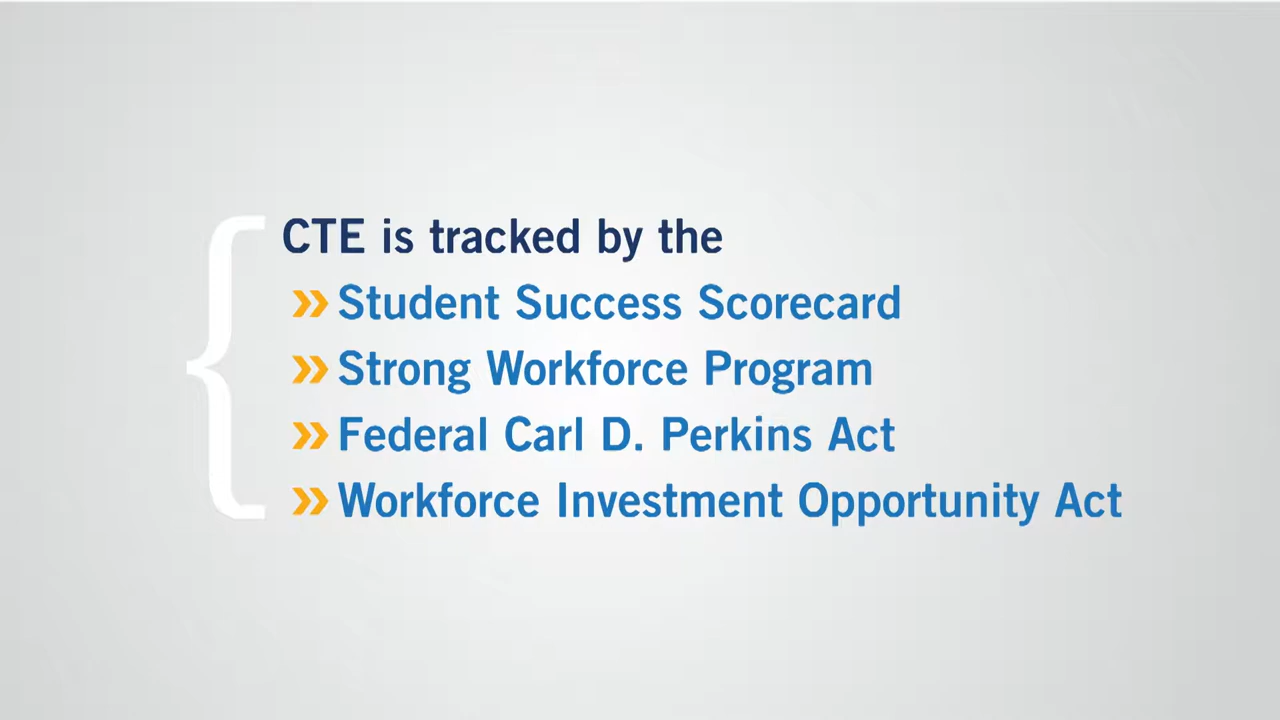 CTE is tracked by the
» Student Success Scorecard
» Strong Workforce Program
» Federal Carl D. Perkins Act
» Workforce Investment Opportunity Act